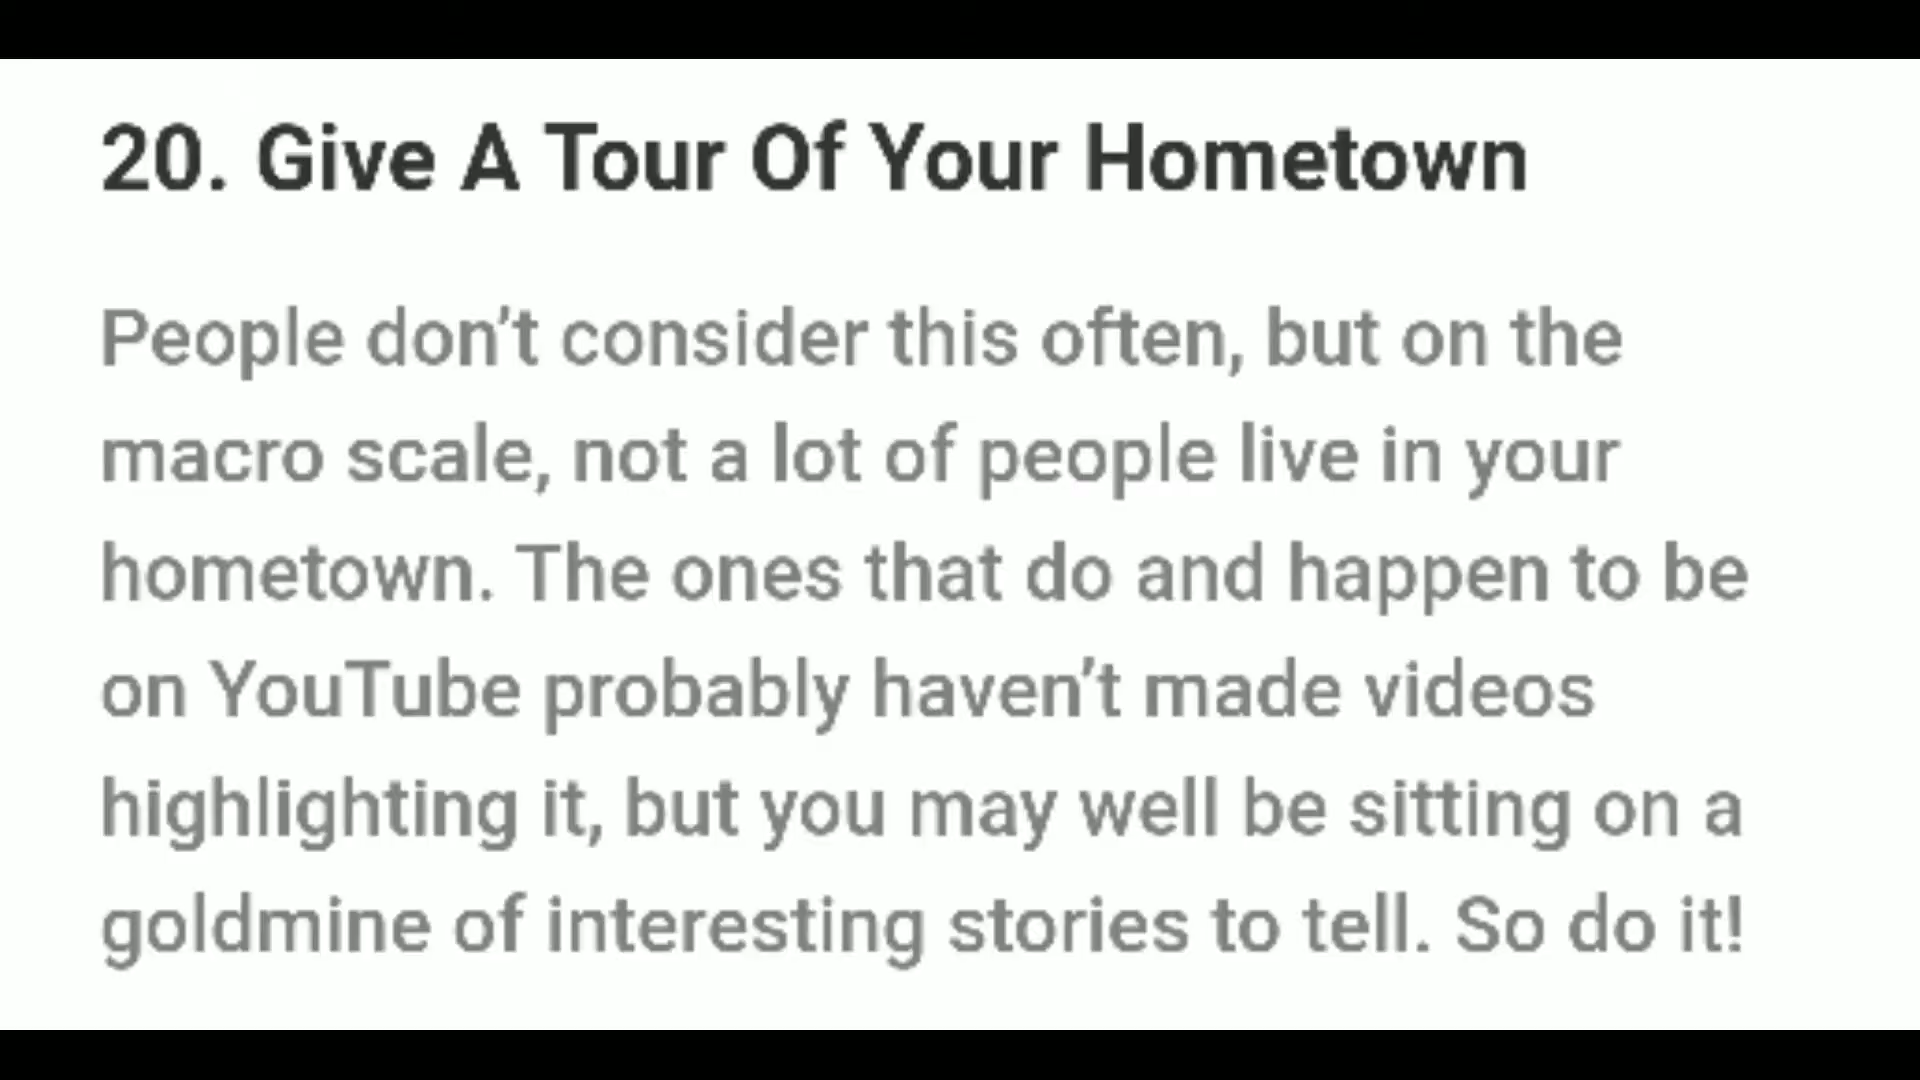 20. Give A Tour Of Your Hometown
People don’t consider this often, but on the
macro scale, not a lot of people live in your
hometown. The ones that do and happen to be
on YouTube probably haven’t made videos
highlighting it, but you may well be sitting on a
goldmine of interesting stories to tell. So do it!